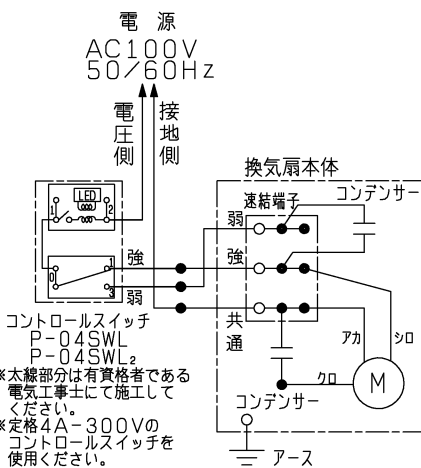 電 源
AC100V
50/60Hz
電圧側
接地側
換気扇本体
コンデンサー
速結端子
LED
1
2
弱
強
0
1
3
強
弱
共通
コントロールスイッチ
P-04SWL
P-04SWL₂
アカ
シロ
クロ
M
コンデンサー
アース
※太線部分は有資格者である
電気工事士にて施工して
ください。
※定格4A-300Vの
コントロールスイッチを
使用ください。